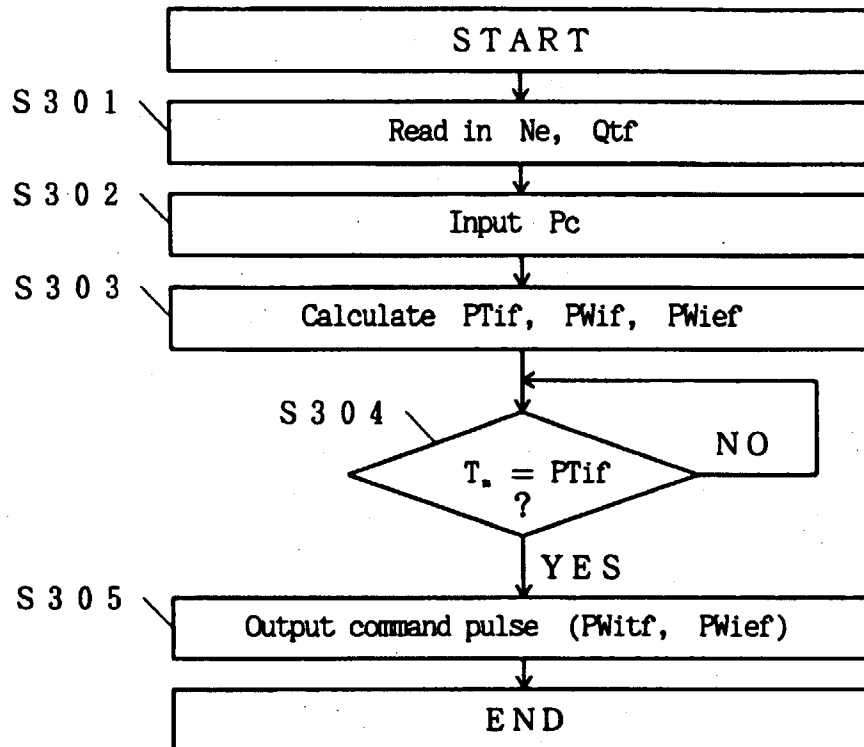 START
S301
Read in Ne, Qtf
S302
Input Pc
S303
Calculate PTif, PWif, PWief
S304
NO
= PTif
?
YES
S305
Output command pulse (PWitf, PWief)
END